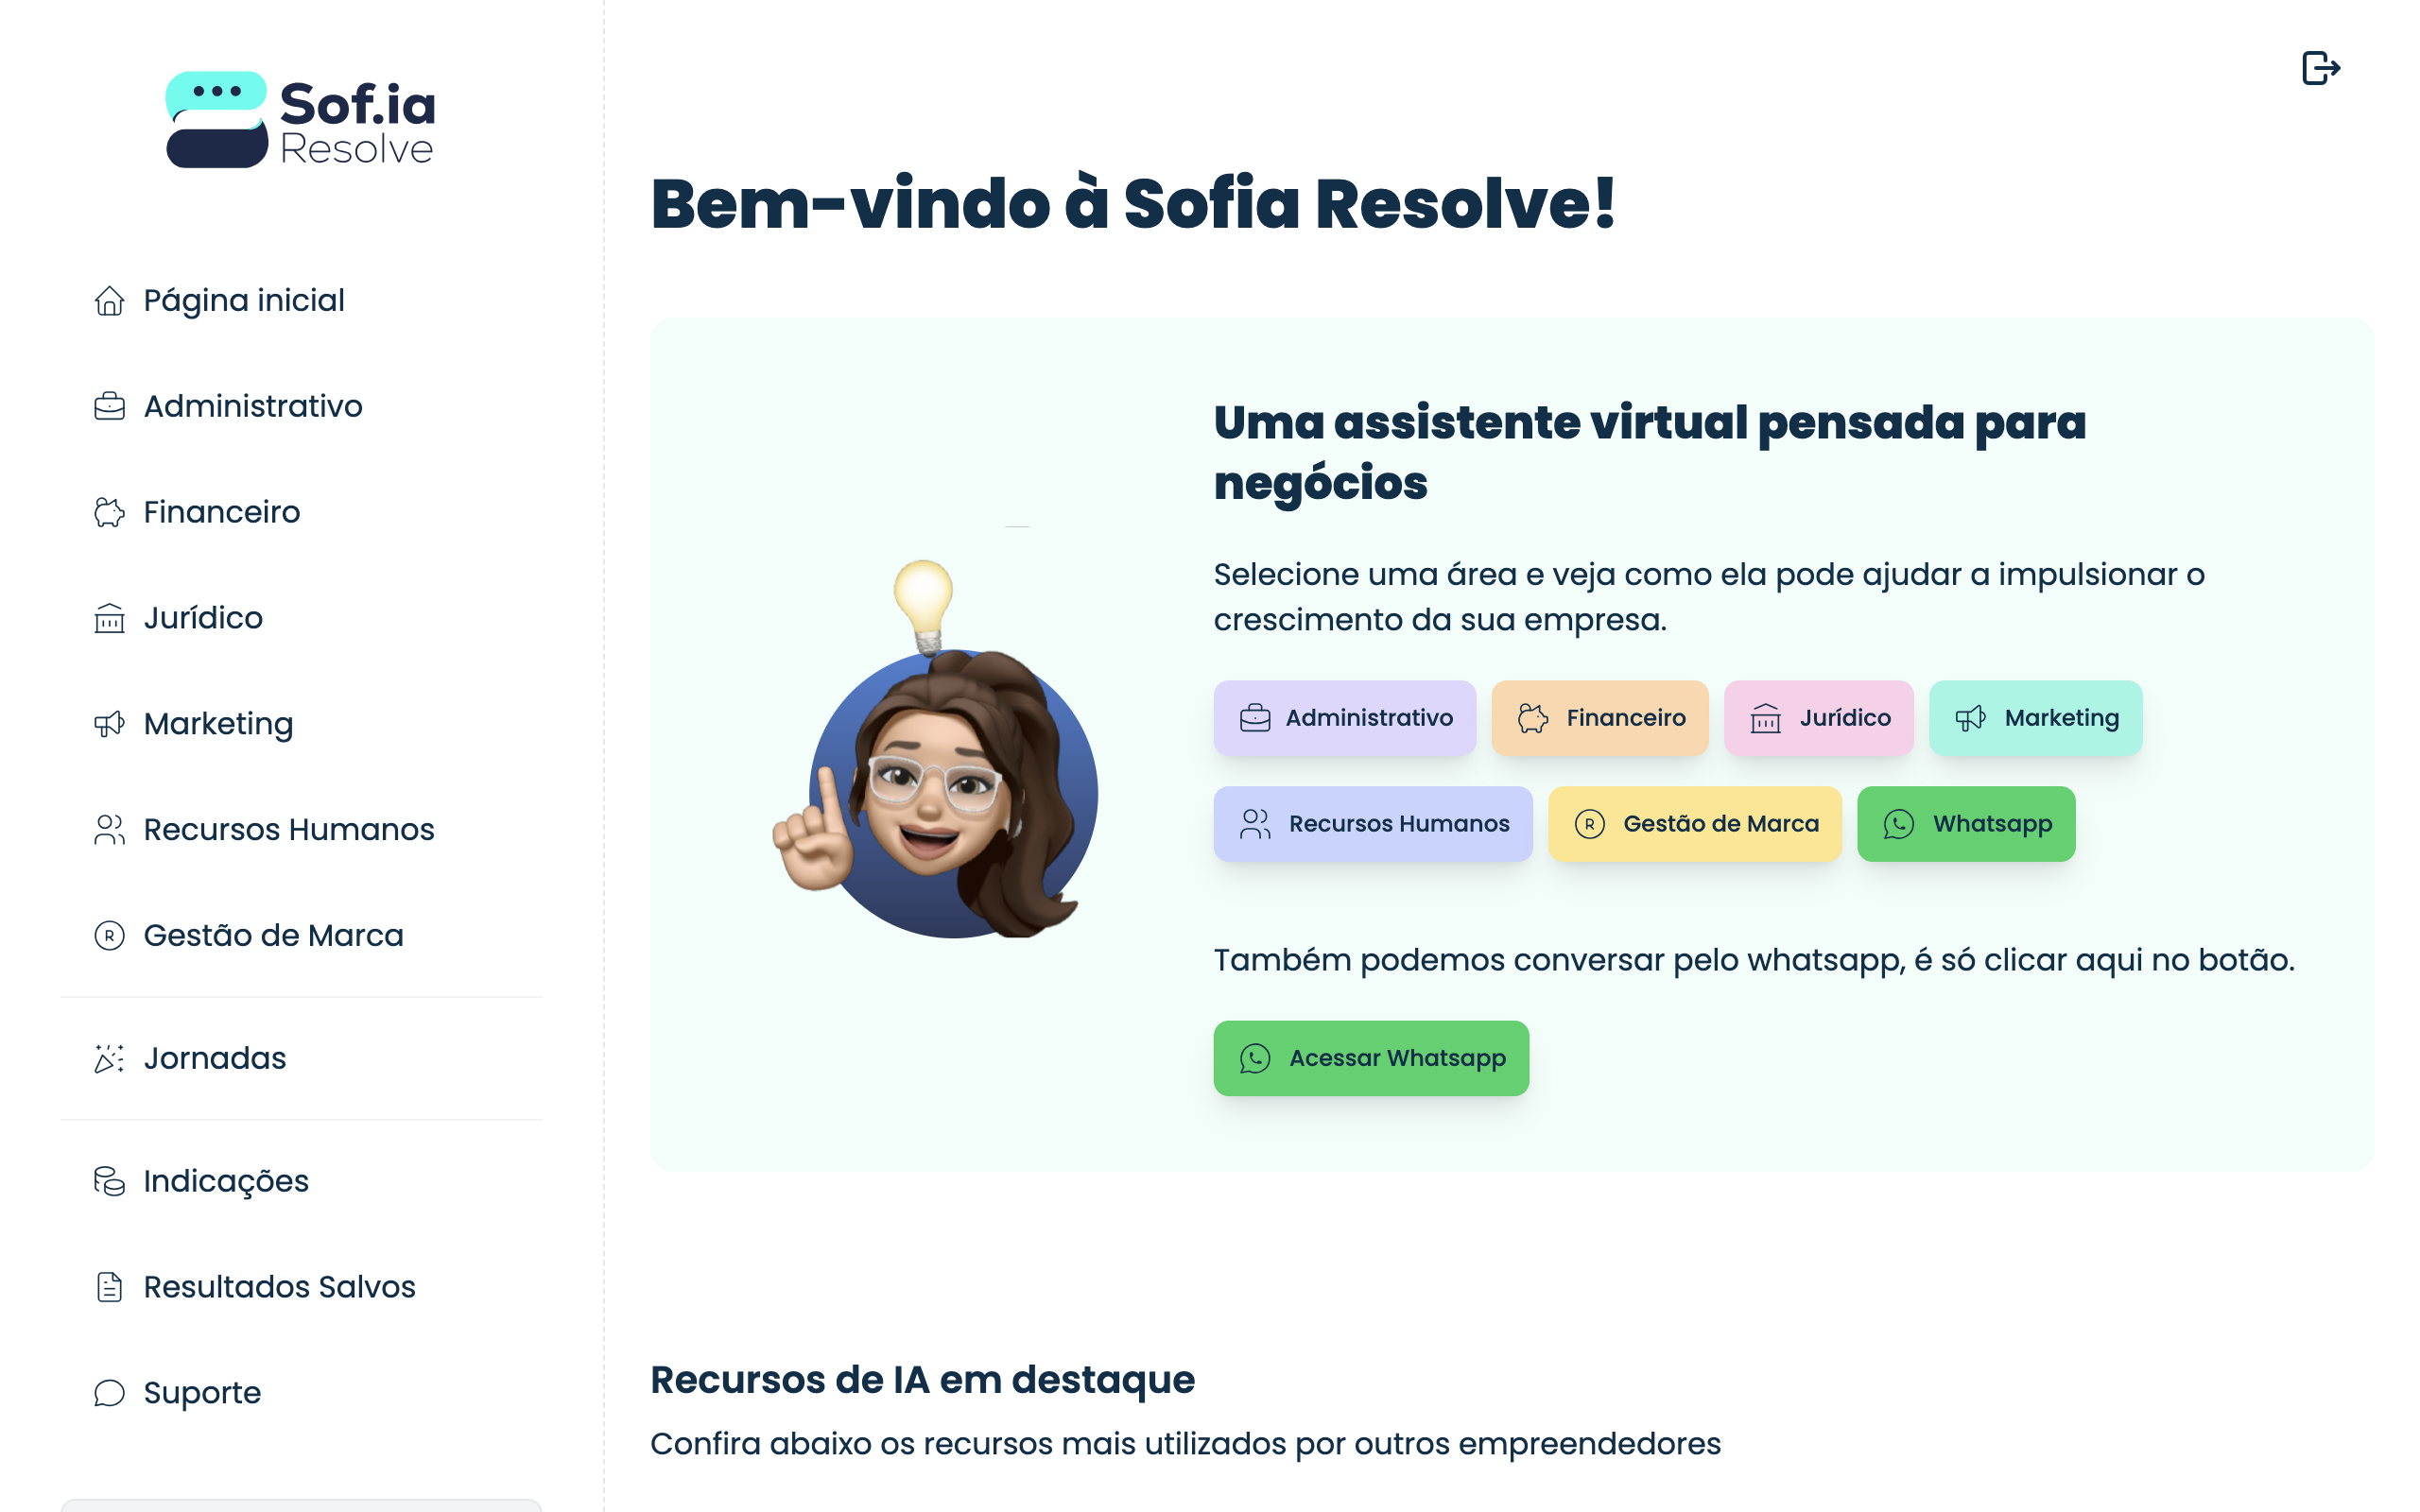 Sof.ia
Resolve
Página inicial
Administrativo
Financeiro
Jurídico
Marketing
Recursos Humanos
Gestão de Marca
Jornadas
Indicações
Resultados Salvos
Suporte
Bem-vindo à Sofia Resolve!
Uma assistente virtual pensada para
negócios
Selecione uma área e veja como ela pode ajudar a impulsionar o
crescimento da sua empresa.
Administrativo Financeiro Jurídico Marketing
Recursos Humanos R Gestão de Marca Whatsapp
Também podemos conversar pelo whatsapp, é só clicar aqui no botão.
Acessar Whatsapp
Recursos de IA em destaque
Confira abaixo os recursos mais utilizados por outros empreendedores